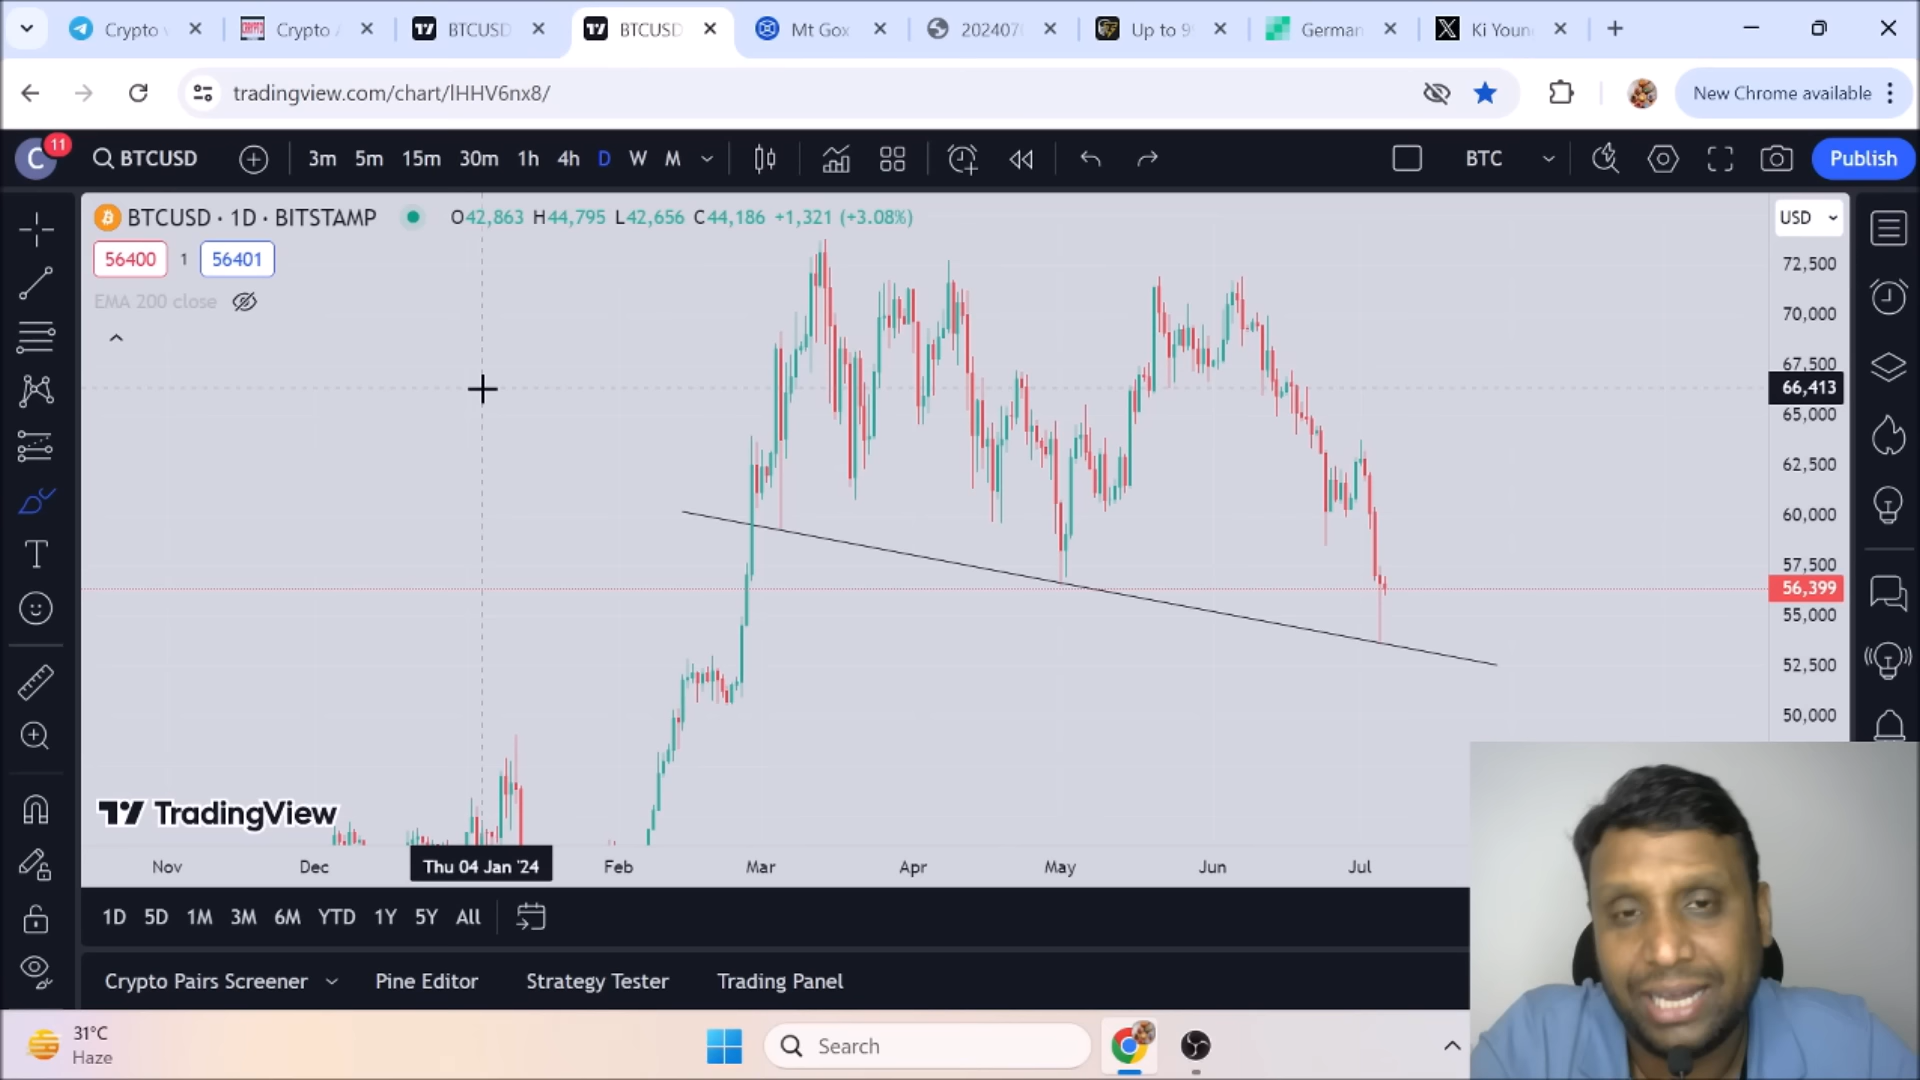 Crypto
Crypto
BTCUSD
BTCUSD
Mt Gox
202407
Up to 9
German
Ki Youn
tradingview.com/chart/lHHV6nx8/
New Chrome available
C 11 BTCUSD 3m 5m 15m 30m 1h 4h D W M BTC Publish
BTCUSD · 1D · BITSTAMP O42,863 H44,795 L42,656 C44,186 +1,321 (+3.08%)
USD
56400 1 56401
EMA 200 close
72,500
70,000
67,500
66,413
65,000
62,500
60,000
57,500
56,399
55,000
52,500
50,000
TradingView
Nov Dec Thu 04 Jan '24 Feb Mar Apr May Jun Jul
1D 5D 1M 3M 6M YTD 1Y 5Y All
Crypto Pairs Screener Pine Editor Strategy Tester Trading Panel
31°C
Haze
Search